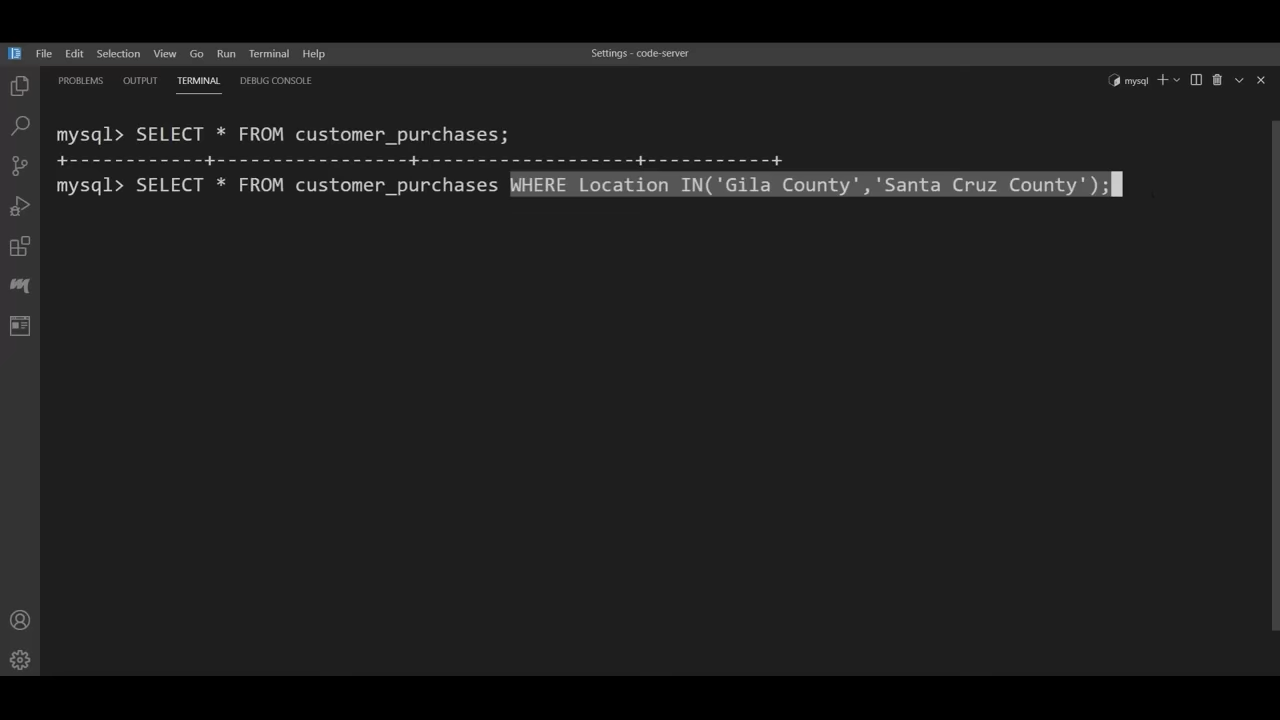 File Edit Selection View Go Run Terminal Help Settings - code-server
PROBLEMS OUTPUT TERMINAL DEBUG CONSOLE mysql
mysql> SELECT * FROM customer_purchases;
+------------+-----------------+-------------------+-----------+
mysql> SELECT * FROM customer_purchases WHERE Location IN('Gila County','Santa Cruz County');